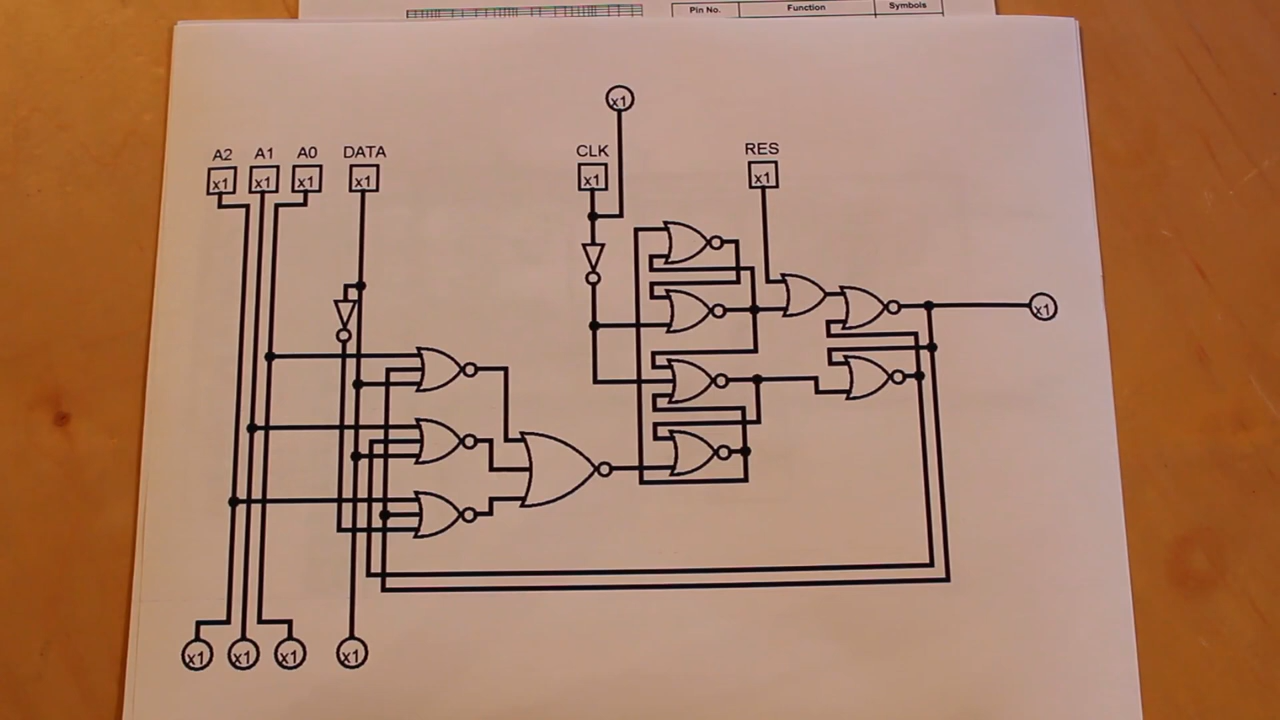 Pin No. Function Symbols
x1
A2 A1 A0 DATA CLK RES
x1 x1 x1 x1 x1 x1
x1
x1 x1 x1 x1